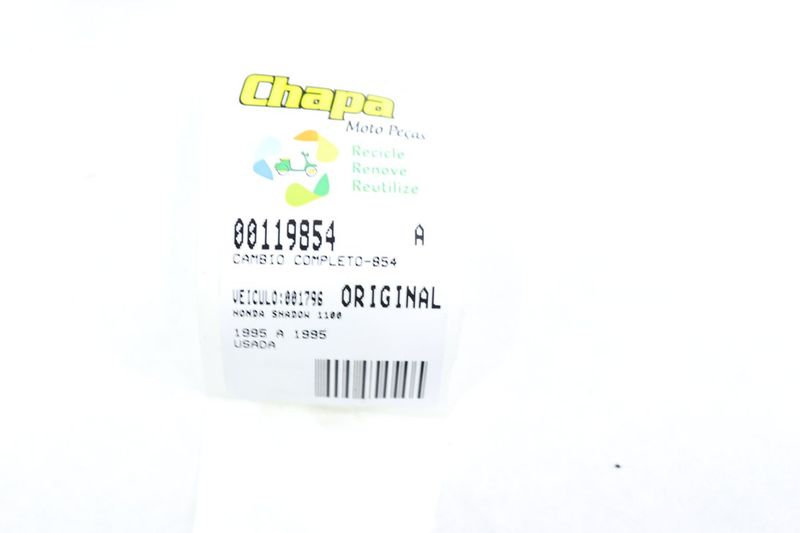 Chapa
Moto Peças
Recicle
Renove
Reutilize
00119854 A
CAMBIO COMPLETO-854
VEICULO:001796 ORIGINAL
HONDA SHADOW 1100
1995 A 1995
USADA